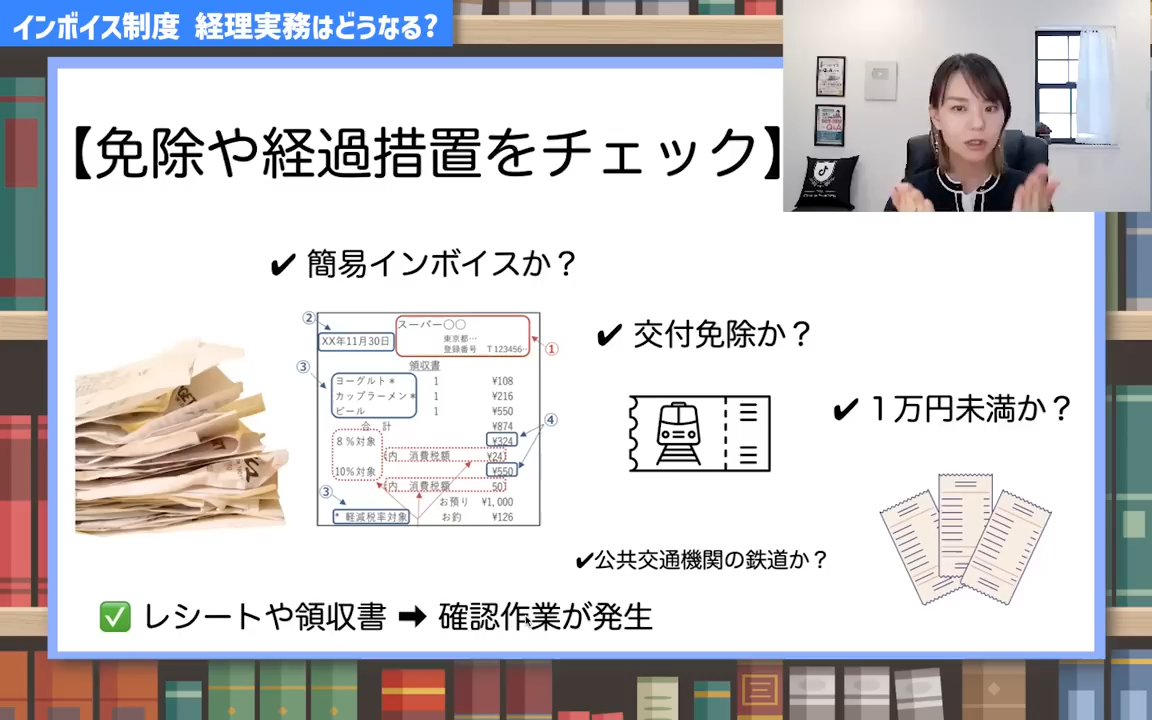 インボイス制度 経理実務はどうなる?
【免除や経過措置をチェック】
✔ 簡易インボイスか？
②
XX年11月30日
スーパー〇〇
東京都…
登録番号 T123456…
①
領収書
③
ヨーグルト＊ 1 ¥108
カップラーメン＊ 1 ¥216
ビール 1 ¥550
合 計 ¥874
④
8％対象 ¥324
(内 消費税額 ¥24)
10％対象 ¥550
(内 消費税額 50)
③
お預り ¥1,000
* 軽減税率対象 お釣 ¥126
✔ 交付免除か？
✔ 1万円未満か？
✔公共交通機関の鉄道か？
✅ レシートや領収書 ➡ 確認作業が発生